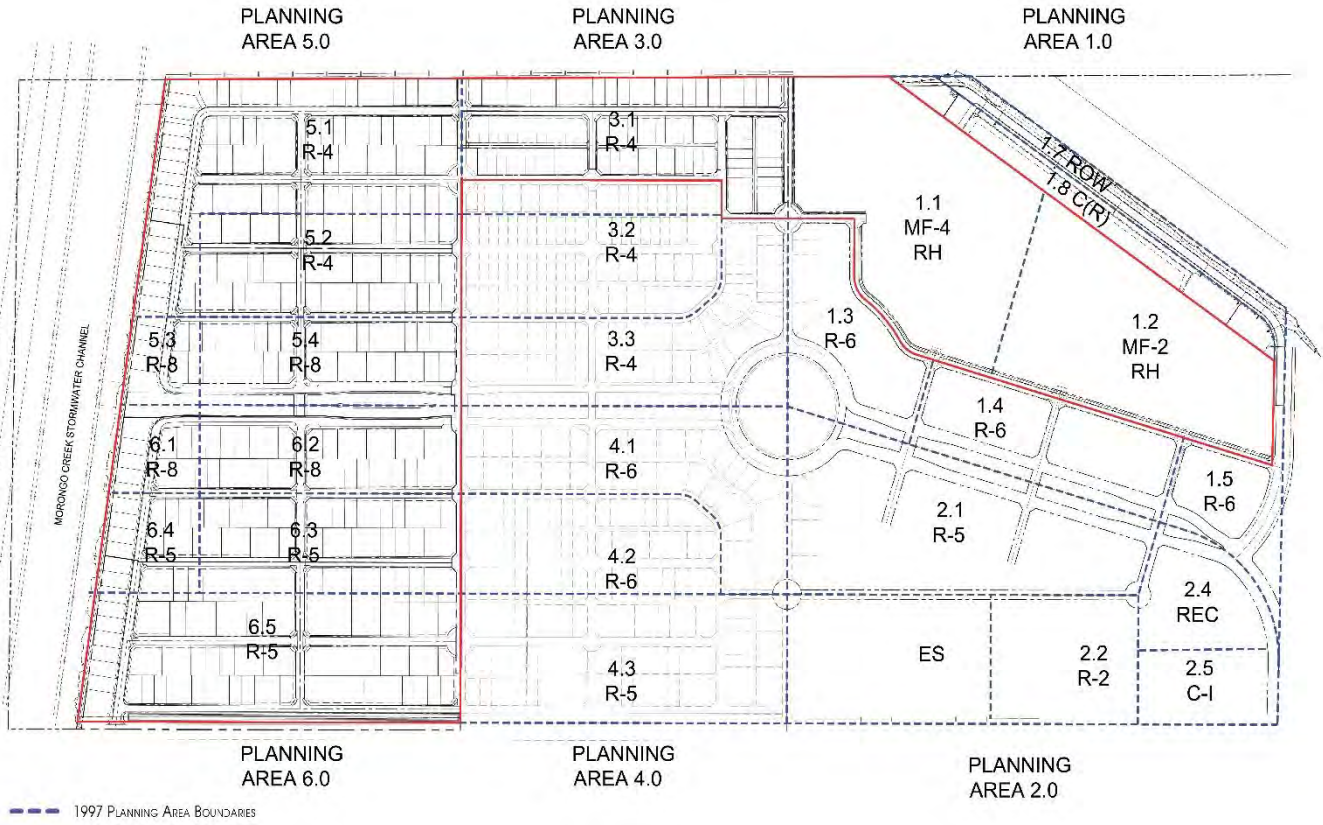 PLANNING
AREA 5.0
PLANNING
AREA 3.0
PLANNING
AREA 1.0
5.1
R-4
3.1
R-4
1.7 ROW
1.8 C(R)
1.1
MF-4
RH
5.2
R-4
3.2
R-4
1.3
R-6
1.2
MF-2
RH
5.3
R-8
5.4
R-8
3.3
R-4
MORONGO CREEK STORMWATER CHANNEL
1.4
R-6
6.1
R-8
6.2
R-8
4.1
R-6
1.5
R-6
2.1
R-5
6.4
R-5
6.3
R-5
4.2
R-6
2.4
REC
6.5
R-5
4.3
R-5
ES
2.2
R-2
2.5
C-I
PLANNING
AREA 6.0
PLANNING
AREA 4.0
PLANNING
AREA 2.0
1997 PLANNING AREA BOUNDARIES